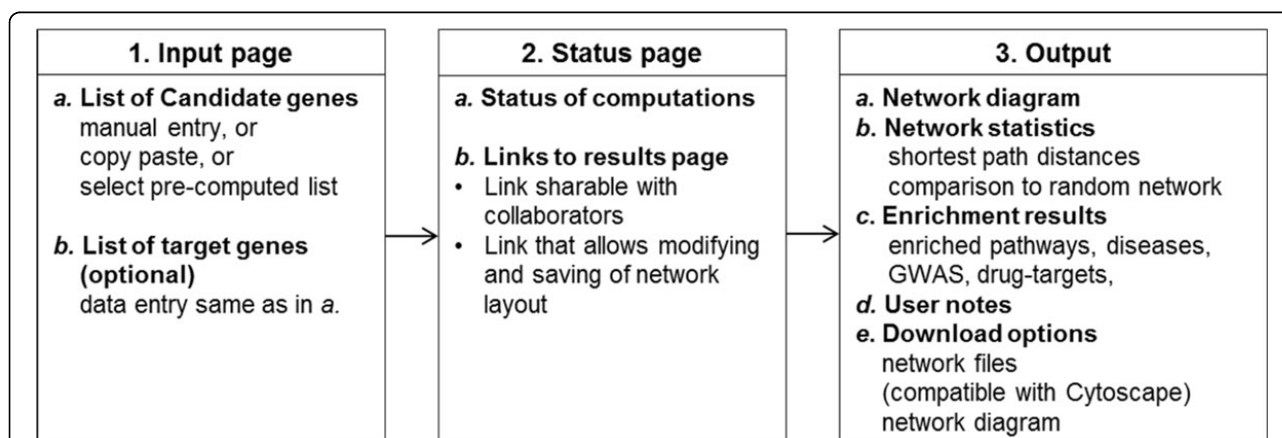 1. Input page
a. List of Candidate genes
manual entry, or
copy paste, or
select pre-computed list
b. List of target genes
(optional)
data entry same as in a.
2. Status page
a. Status of computations
b. Links to results page
• Link sharable with
collaborators
• Link that allows modifying
and saving of network
layout
3. Output
a. Network diagram
b. Network statistics
shortest path distances
comparison to random network
c. Enrichment results
enriched pathways, diseases,
GWAS, drug-targets,
d. User notes
e. Download options
network files
(compatible with Cytoscape)
network diagram